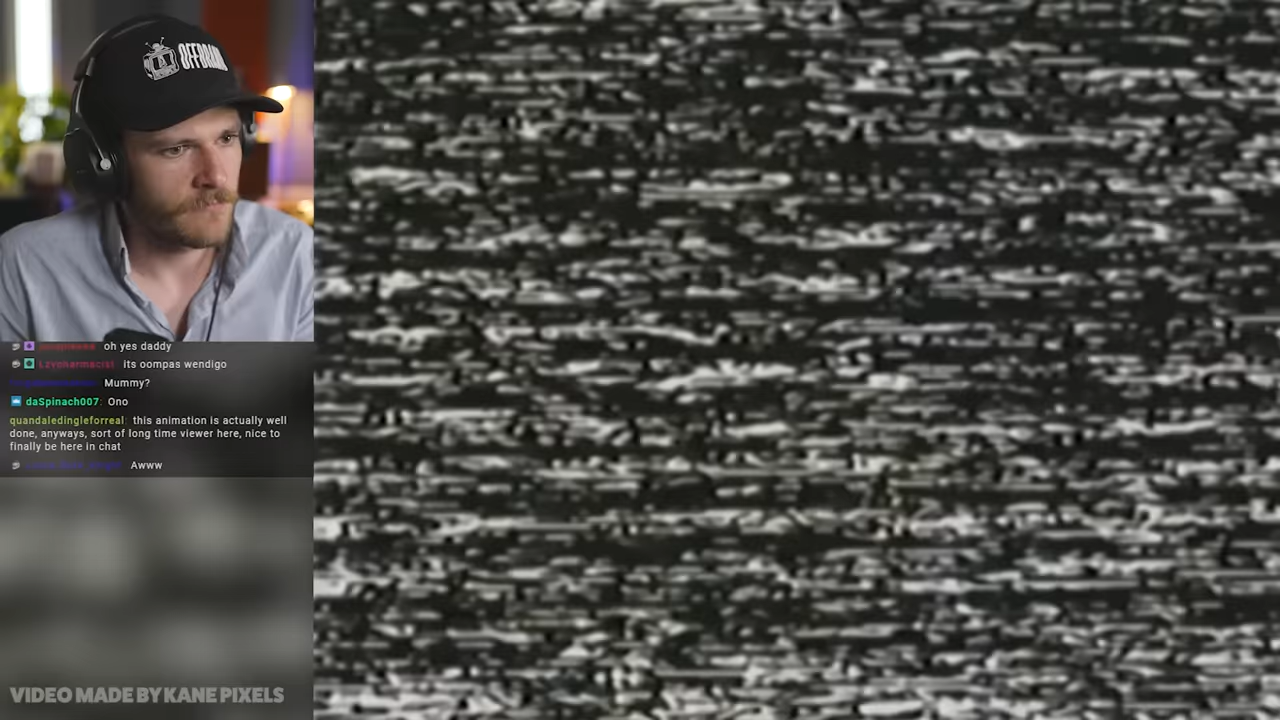 OFFBRAND
oh yes daddy
its oompas wendigo
Mummy?
daSpinach007: Ono
quandaledingleforreal: this animation is actually well
done, anyways, sort of long time viewer here, nice to
finally be here in chat
Awww
VIDEO MADE BY KANE PIXELS